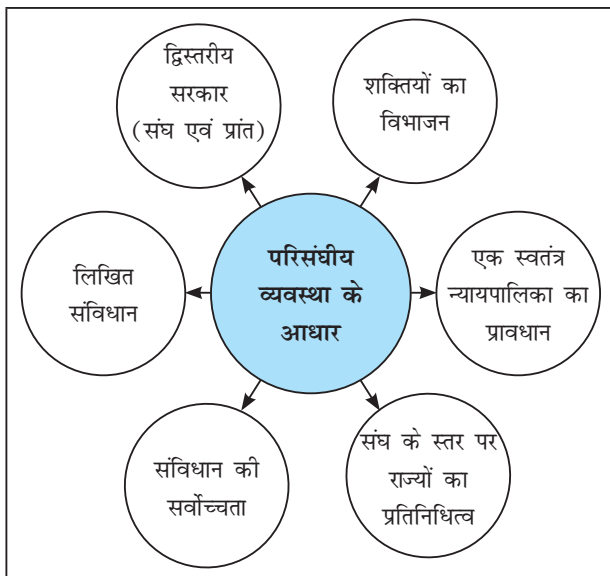 द्विस्तरीय
सरकार
(संघ एवं प्रांत)
शक्तियों का
विभाजन
लिखित
संविधान
परिसंघीय
व्यवस्था के
आधार
एक स्वतंत्र
न्यायपालिका का
प्रावधान
संविधान की
सर्वोच्चता
संघ के स्तर पर
राज्यों का
प्रतिनिधित्व